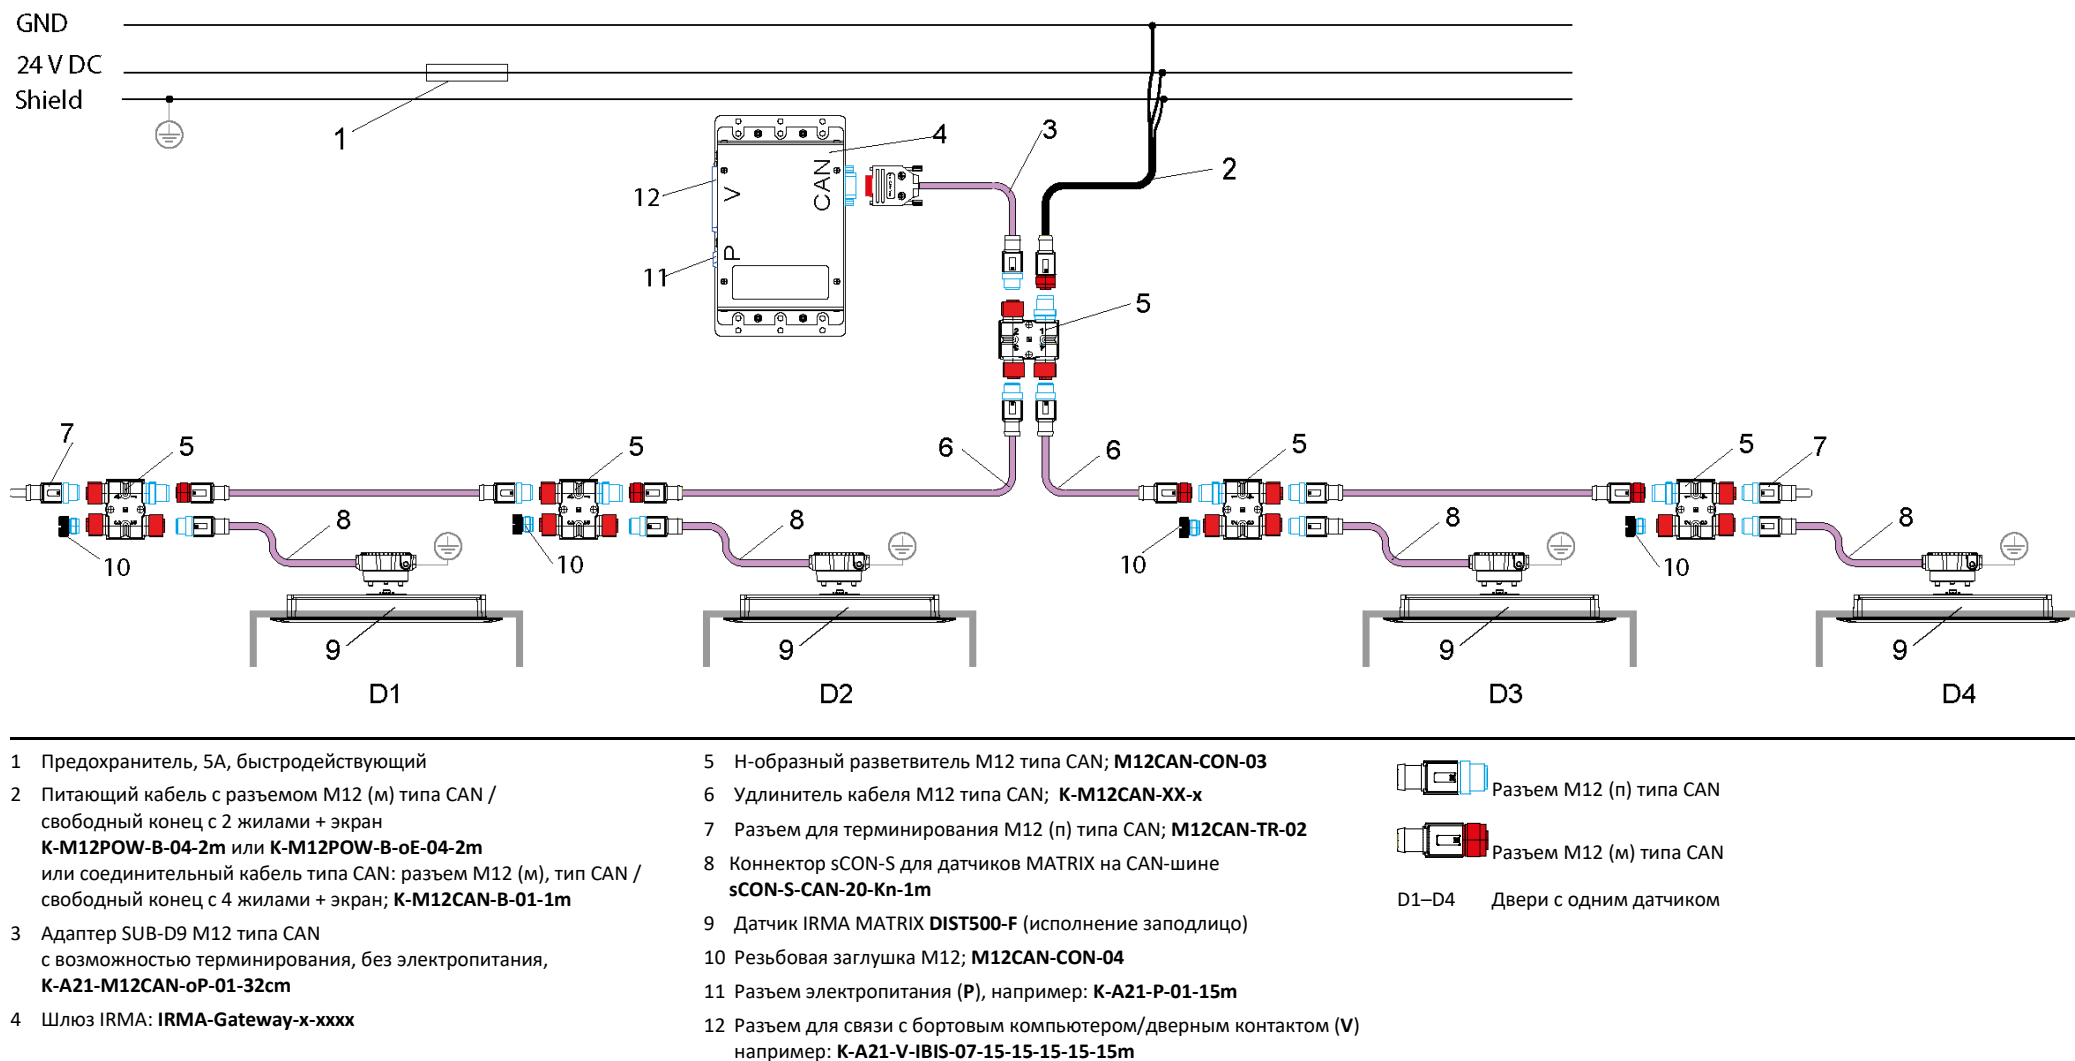 GND
24 V DC
Shield
1
4
3
2
12
V
CAN
P
11
5
2
1
3
4
7
5
5
6
6
5
5
7
8
8
8
8
10
10
10
10
9
9
9
9
D1
D2
D3
D4
1 Предохранитель, 5А, быстродействующий
2 Питающий кабель с разъемом M12 (м) типа CAN /
свободный конец с 2 жилами + экран
K-M12POW-B-04-2m или K-M12POW-B-oE-04-2m
или соединительный кабель типа CAN: разъем M12 (м), тип CAN /
свободный конец с 4 жилами + экран; K-M12CAN-B-01-1m
3 Адаптер SUB-D9 M12 типа CAN
с возможностью терминирования, без электропитания,
K-A21-M12CAN-oP-01-32cm
4 Шлюз IRMA: IRMA-Gateway-x-xxxx
5 Н-образный разветвитель M12 типа CAN; M12CAN-CON-03
6 Удлинитель кабеля M12 типа CAN; K-M12CAN-XX-x
7 Разъем для терминирования M12 (п) типа CAN; M12CAN-TR-02
8 Коннектор sCON-S для датчиков MATRIX на CAN-шине
sCON-S-CAN-20-Kn-1m
9 Датчик IRMA MATRIX DIST500-F (исполнение заподлицо)
10 Резьбовая заглушка M12; M12CAN-CON-04
11 Разъем электропитания (P), например: K-A21-P-01-15m
12 Разъем для связи с бортовым компьютером/дверным контактом (V)
например: K-A21-V-IBIS-07-15-15-15-15-15m
Разъем M12 (п) типа CAN
Разъем M12 (м) типа CAN
D1–D4 Двери с одним датчиком